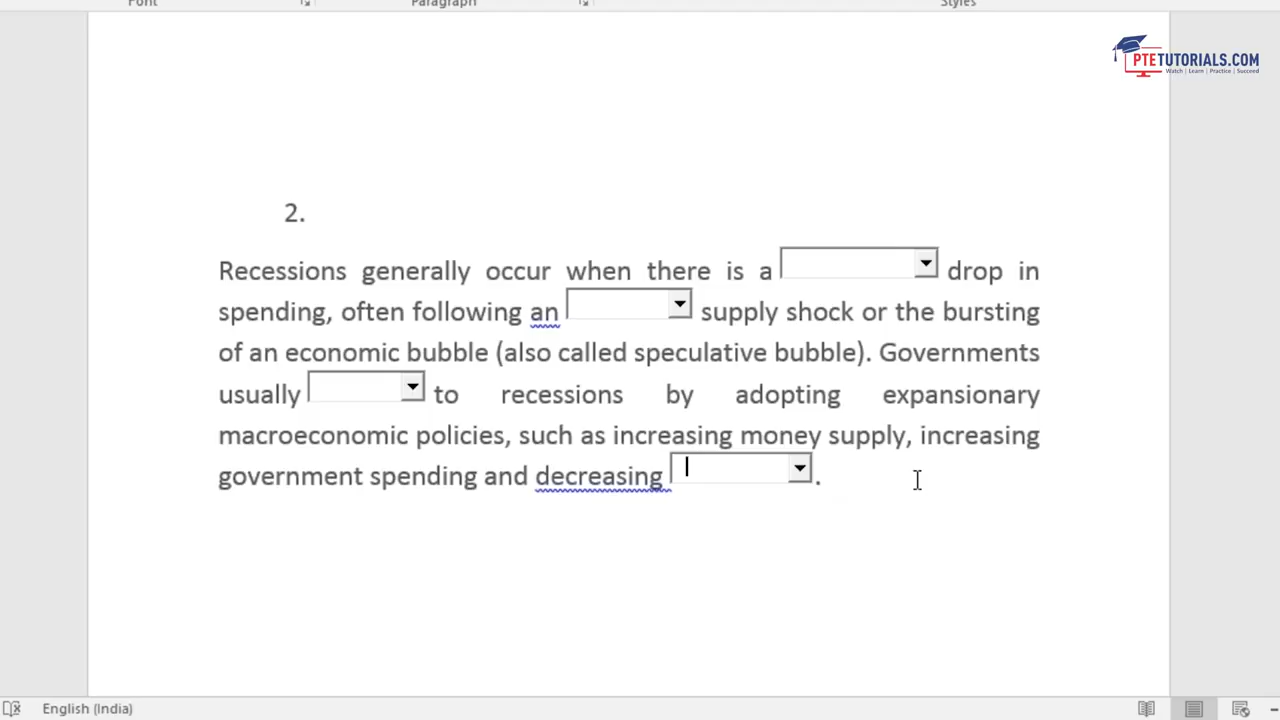 Font Paragraph Styles
PTETUTORIALS.COM
Watch | Learn | Practice | Succeed
2.
Recessions generally occur when there is a drop in
spending, often following an supply shock or the bursting
of an economic bubble (also called speculative bubble). Governments
usually to recessions by adopting expansionary
macroeconomic policies, such as increasing money supply, increasing
government spending and decreasing .
English (India)